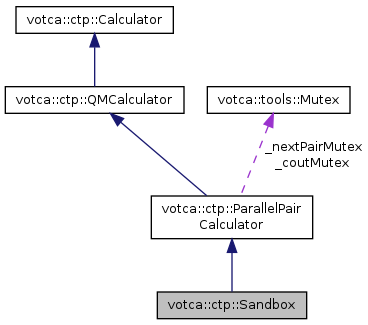 votca::ctp::Calculator
votca::ctp::QMCalculator
votca::tools::Mutex
_nextPairMutex
_coutMutex
votca::ctp::ParallelPair
Calculator
votca::ctp::Sandbox